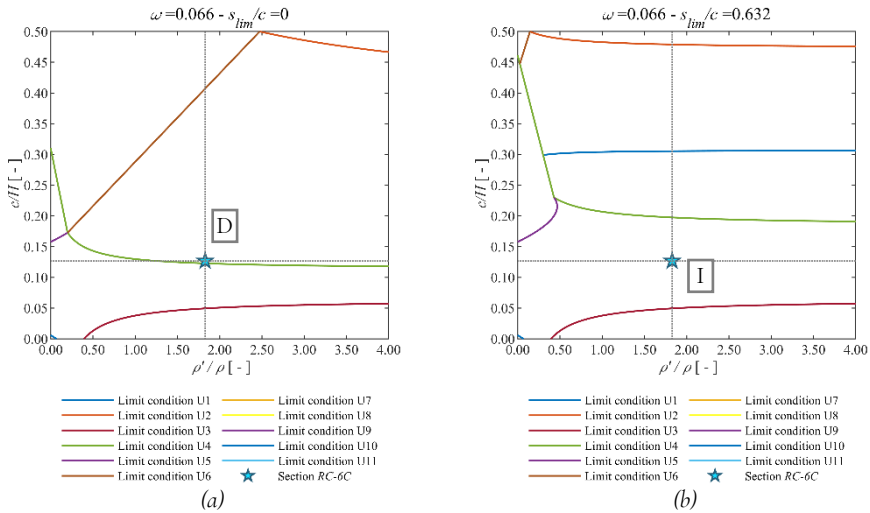 ω =0.066 - s_lim/c =0
0.50
0.45
0.40
0.35
0.30
0.25
0.20
0.15
0.10
0.05
0.00
c/H [ - ]
D
0.00 0.50 1.00 1.50 2.00 2.50 3.00 3.50 4.00
ρ' / ρ [ - ]
Limit condition U1 Limit condition U7
Limit condition U2 Limit condition U8
Limit condition U3 Limit condition U9
Limit condition U4 Limit condition U10
Limit condition U5 Limit condition U11
Limit condition U6 Section RC-6C
(a)
ω =0.066 - s_lim/c =0.632
0.50
0.45
0.40
0.35
0.30
0.25
0.20
0.15
0.10
0.05
0.00
c/H [ - ]
I
0.00 0.50 1.00 1.50 2.00 2.50 3.00 3.50 4.00
ρ' / ρ [ - ]
Limit condition U1 Limit condition U7
Limit condition U2 Limit condition U8
Limit condition U3 Limit condition U9
Limit condition U4 Limit condition U10
Limit condition U5 Limit condition U11
Limit condition U6 Section RC-6C
(b)